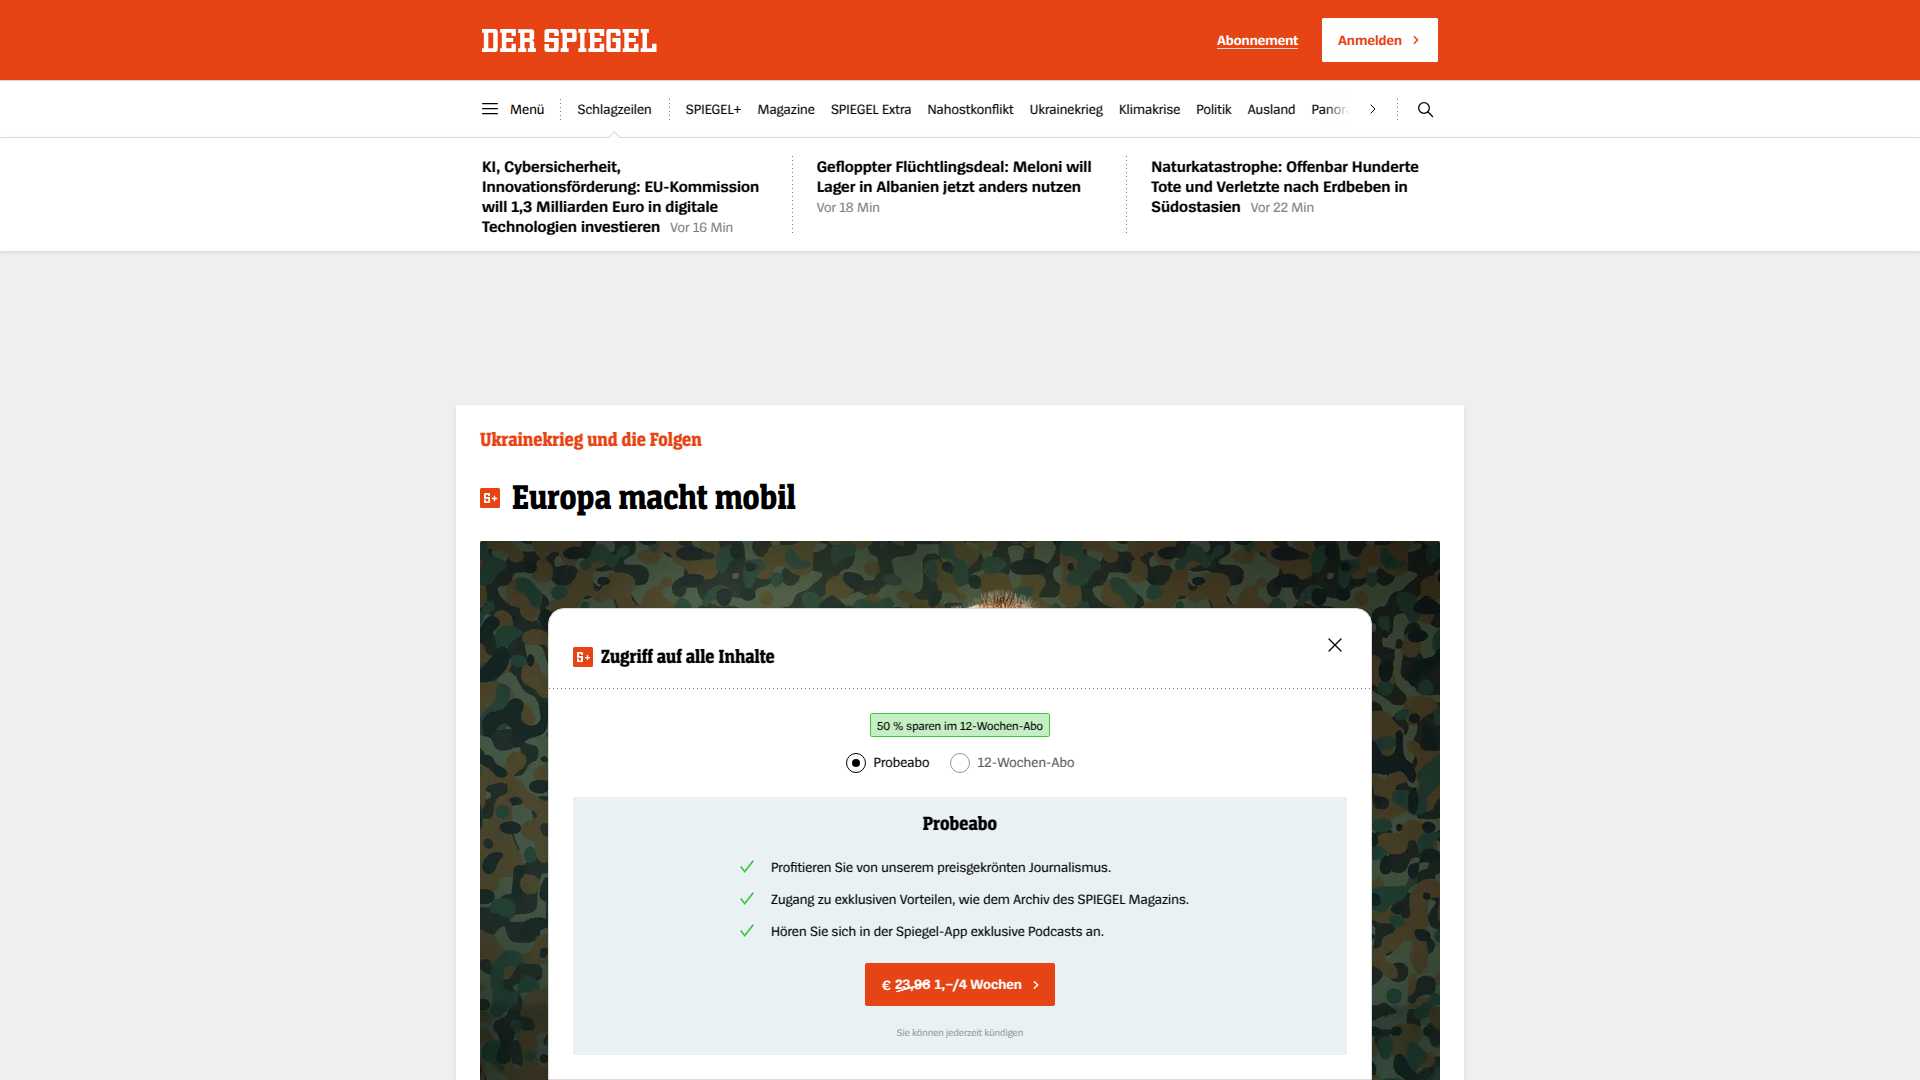 DER SPIEGEL
Abonnement
Anmelden
Menü
Schlagzeilen
SPIEGEL+
Magazine
SPIEGEL Extra
Nahostkonflikt
Ukrainekrieg
Klimakrise
Politik
Ausland
KI, Cybersicherheit,
Innovationsförderung: EU-Kommission
will 1,3 Milliarden Euro in digitale
Technologien investieren Vor 16 Min
Gefloppter Flüchtlingsdeal: Meloni will
Lager in Albanien jetzt anders nutzen
Vor 18 Min
Naturkatastrophe: Offenbar Hunderte
Tote und Verletzte nach Erdbeben in
Südostasien Vor 22 Min
Ukrainekrieg und die Folgen
Europa macht mobil
Zugriff auf alle Inhalte
50 % sparen im 12-Wochen-Abo
Probeabo
12-Wochen-Abo
Probeabo
Profitieren Sie von unserem preisgekrönten Journalismus.
Zugang zu exklusiven Vorteilen, wie dem Archiv des SPIEGEL Magazins.
Hören Sie sich in der Spiegel-App exklusive Podcasts an.
€ 23,96 1,–/4 Wochen
Sie können jederzeit kündigen